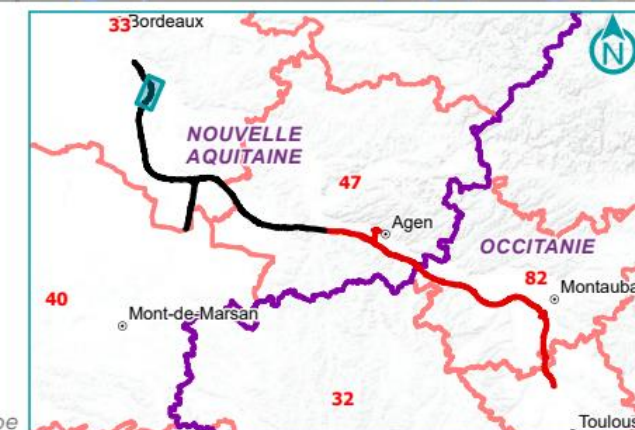 33 Bordeaux
N
NOUVELLE
AQUITAINE
47
Agen
OCCITANIE
82
Montauba
40
Mont-de-Marsan
32
Toulous